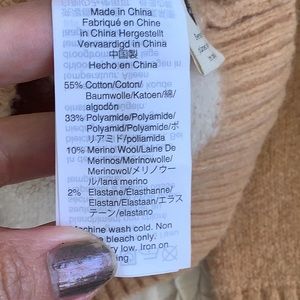 Made in China
Fabriqué en Chine
in China Hergestellt
Vervaardigd in China
中国製
Hecho en China
55% Cotton/Coton/
Baumwolle/Katoen/綿/
algodón
33% Polyamide/Polyamide/
Polyamid/Polyamide/ポ
リアミド/poliamida
10% Merino Wool/Laine De
Merinos/Merinowolle/
Merinowol/メリノウー
ル/lana merino
2% Elastane/Elasthanne/
Elastan/Elastaan/エラス
テーン/elastano
Machine wash cold. Non
bleach only.
very low. Iron on